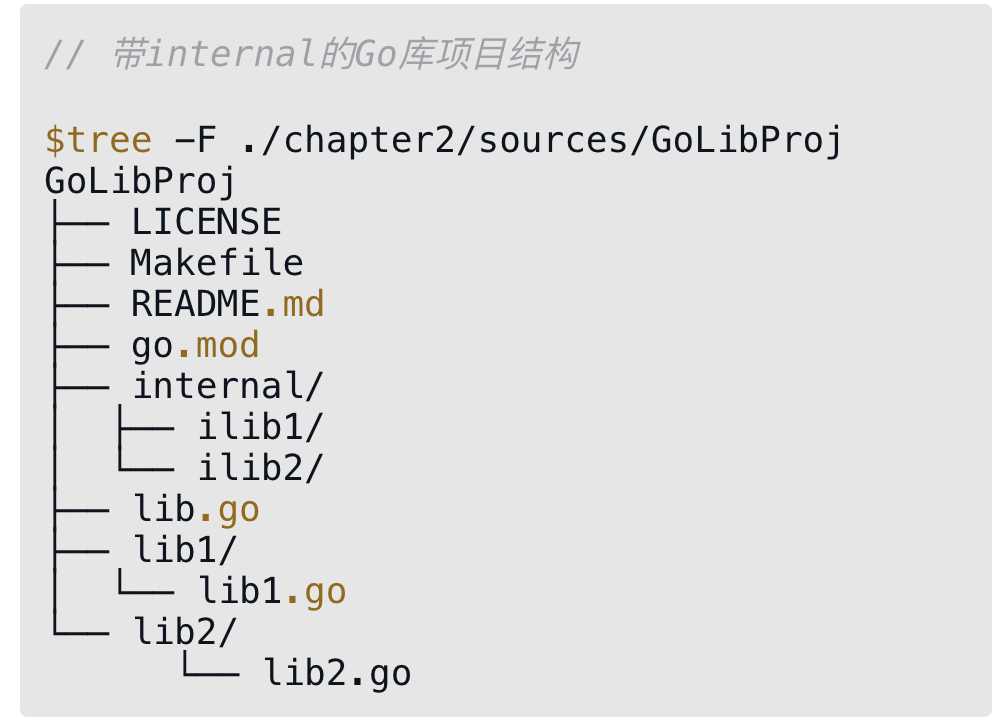 // 带internal的Go库项目结构
$tree -F ./chapter2/sources/GoLibProj
GoLibProj
├── LICENSE
├── Makefile
├── README.md
├── go.mod
├── internal/
│   ├── ilib1/
│   └── ilib2/
├── lib.go
├── lib1/
│   └── lib1.go
└── lib2/
      └── lib2.go